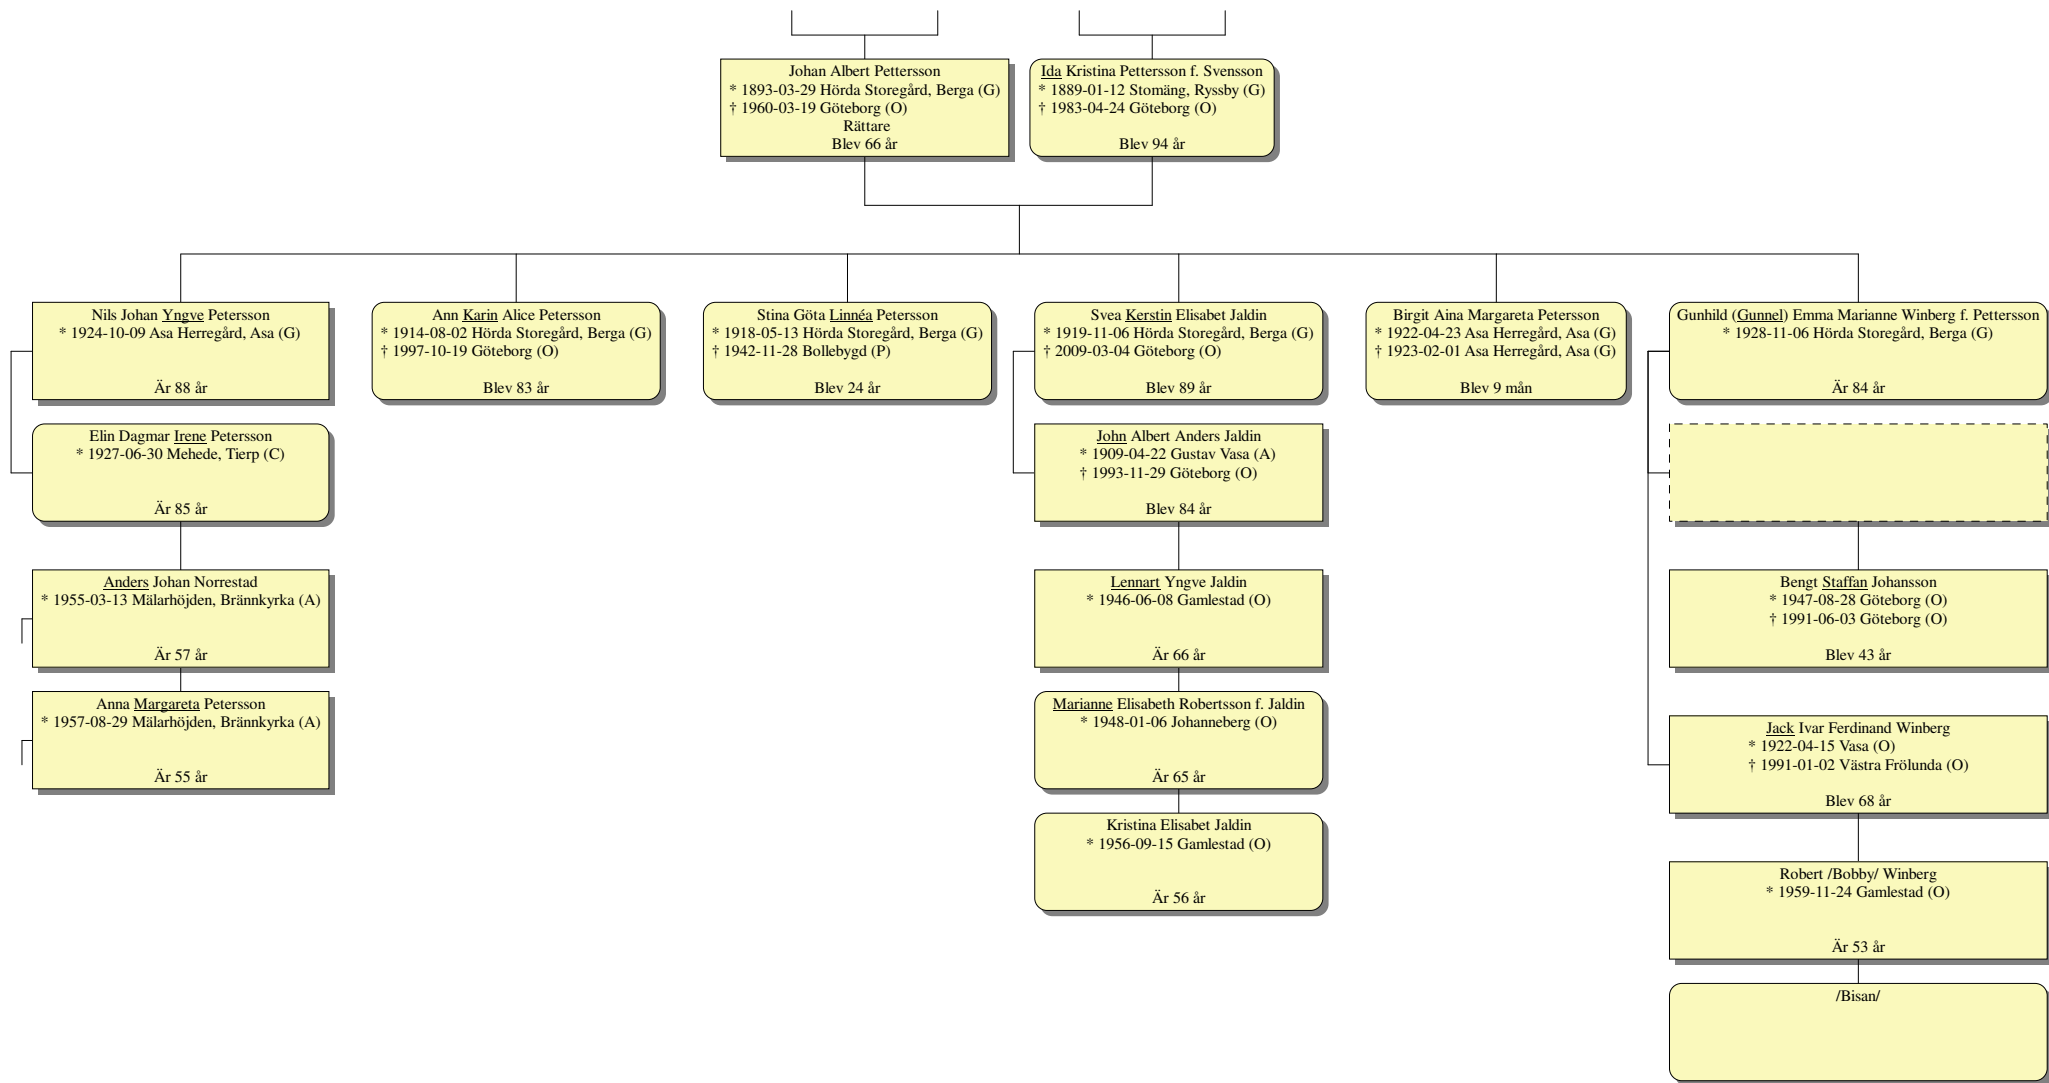 Johan Albert Pettersson
* 1893-03-29 Hörda Storegård, Berga (G)
† 1960-03-19 Göteborg (O)
Rättare
Blev 66 år
Ida Kristina Pettersson f. Svensson
* 1889-01-12 Stomäng, Ryssby (G)
† 1983-04-24 Göteborg (O)
Blev 94 år
Nils Johan Yngve Petersson
* 1924-10-09 Asa Herregård, Asa (G)
Är 88 år
Elin Dagmar Irene Petersson
* 1927-06-30 Mehede, Tierp (C)
Är 85 år
Anders Johan Norrestad
* 1955-03-13 Mälarhöjden, Brännkyrka (A)
Är 57 år
Anna Margareta Petersson
* 1957-08-29 Mälarhöjden, Brännkyrka (A)
Är 55 år
Ann Karin Alice Petersson
* 1914-08-02 Hörda Storegård, Berga (G)
† 1997-10-19 Göteborg (O)
Blev 83 år
Stina Göta Linnéa Petersson
* 1918-05-13 Hörda Storegård, Berga (G)
† 1942-11-28 Bollebygd (P)
Blev 24 år
Svea Kerstin Elisabet Jaldin
* 1919-11-06 Hörda Storegård, Berga (G)
† 2009-03-04 Göteborg (O)
Blev 89 år
John Albert Anders Jaldin
* 1909-04-22 Gustav Vasa (A)
† 1993-11-29 Göteborg (O)
Blev 84 år
Lennart Yngve Jaldin
* 1946-06-08 Gamlestad (O)
Är 66 år
Marianne Elisabeth Robertsson f. Jaldin
* 1948-01-06 Johanneberg (O)
Är 65 år
Kristina Elisabet Jaldin
* 1956-09-15 Gamlestad (O)
Är 56 år
Birgit Aina Margareta Petersson
* 1922-04-23 Asa Herregård, Asa (G)
† 1923-02-01 Asa Herregård, Asa (G)
Blev 9 mån
Gunhild (Gunnel) Emma Marianne Winberg f. Pettersson
* 1928-11-06 Hörda Storegård, Berga (G)
Är 84 år
Bengt Staffan Johansson
* 1947-08-28 Göteborg (O)
† 1991-06-03 Göteborg (O)
Blev 43 år
Jack Ivar Ferdinand Winberg
* 1922-04-15 Vasa (O)
† 1991-01-02 Västra Frölunda (O)
Blev 68 år
Robert /Bobby/ Winberg
* 1959-11-24 Gamlestad (O)
Är 53 år
/Bisan/